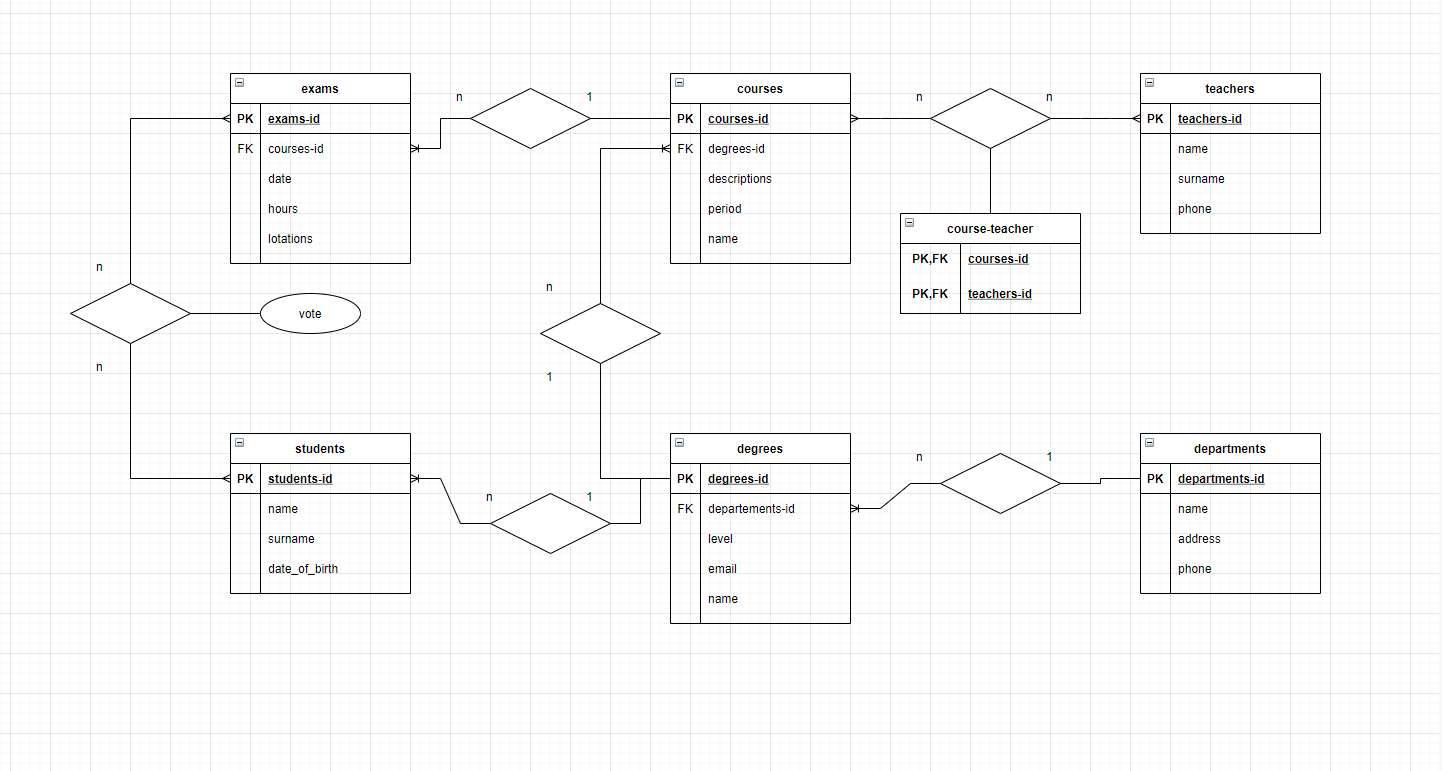 exams
PK exams-id
FK courses-id
date
hours
lotations
n
1
courses
PK courses-id
FK degrees-id
descriptions
period
name
n
n
teachers
PK teachers-id
name
surname
phone
course-teacher
PK,FK courses-id
PK,FK teachers-id
n
vote
n
n
1
students
PK students-id
name
surname
date_of_birth
n
1
degrees
PK degrees-id
FK departements-id
level
email
name
n
1
departments
PK departments-id
name
address
phone